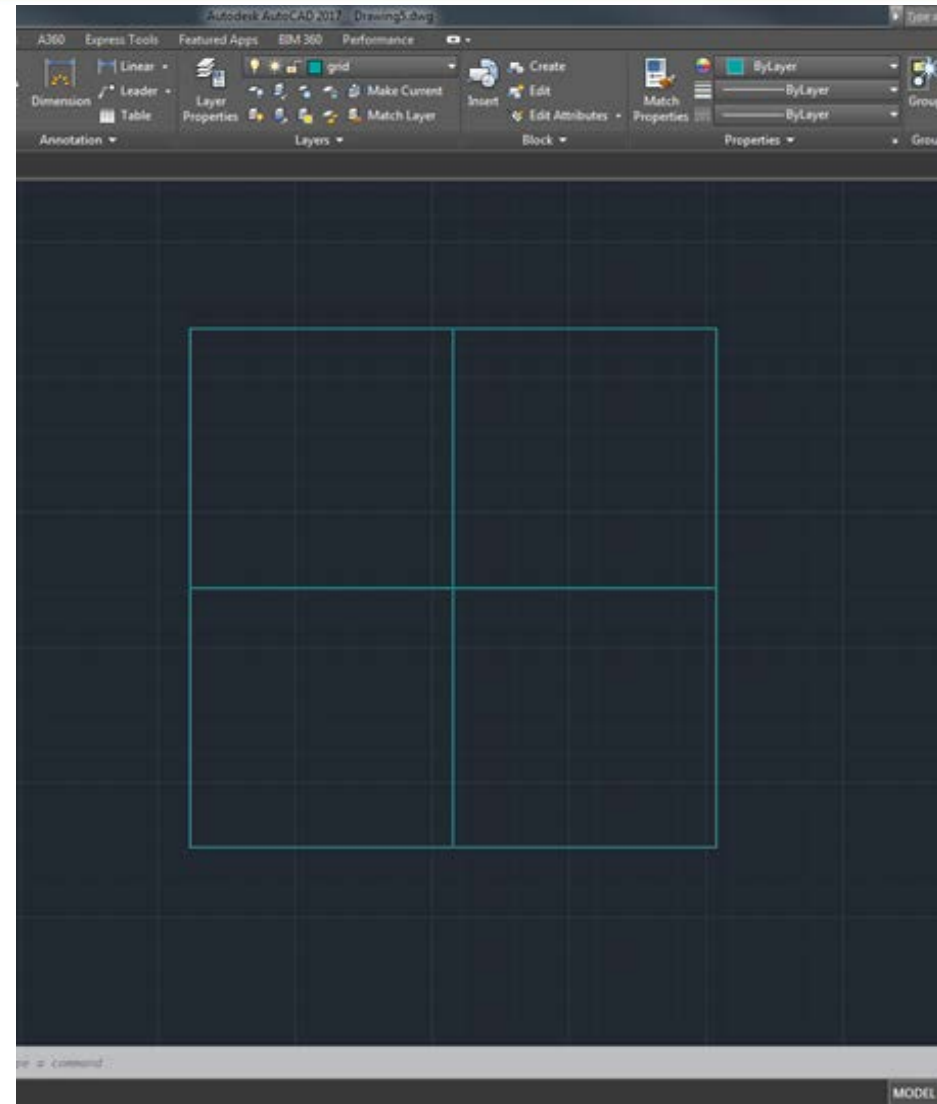 Autodesk AutoCAD 2017 Drawing5.dwg
A360 Express Tools Featured Apps BIM 360 Performance
Linear grid Create ByLayer
Leader Make Current Edit ByLayer
Dimension Layer Properties Insert Match Properties Group
Table Match Layer Edit Attributes ByLayer
Annotation Layers Block Properties
MODEL